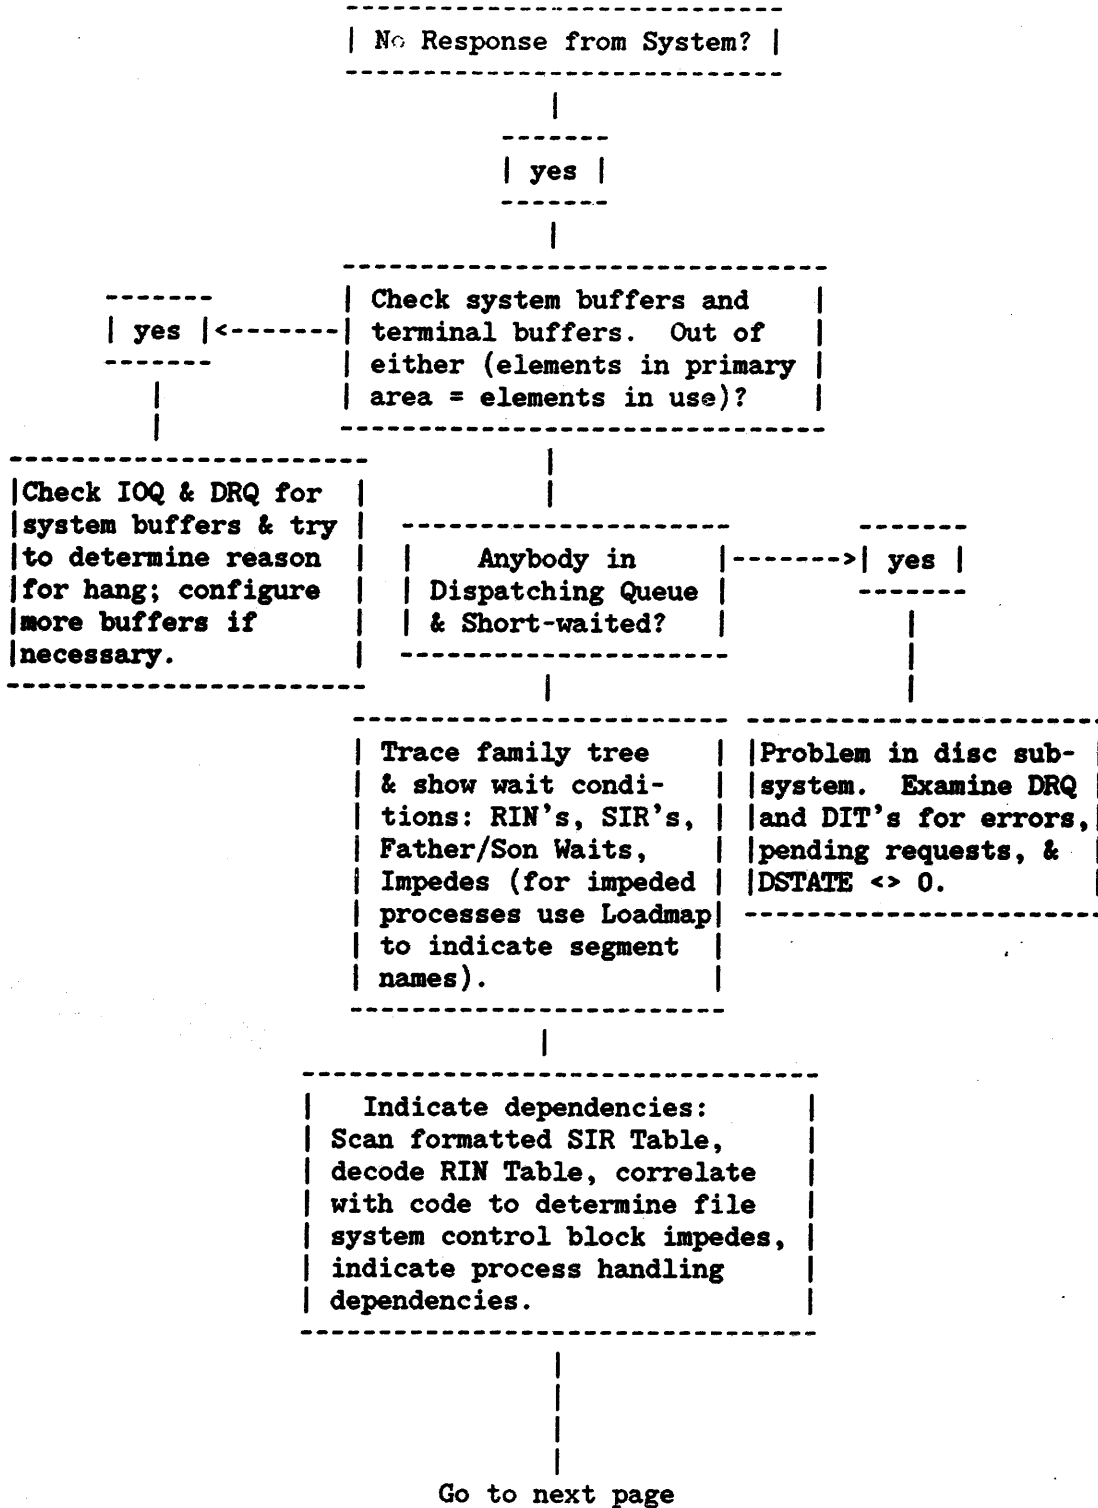 No Response from System?
yes
Check system buffers and
terminal buffers. Out of
either (elements in primary
area = elements in use)?
yes
Check IOQ & DRQ for
system buffers & try
to determine reason
for hang; configure
more buffers if
necessary.
Anybody in
Dispatching Queue
& Short-waited?
yes
Trace family tree
& show wait condi-
tions: RIN's, SIR's,
Father/Son Waits,
Impedes (for impeded
processes use Loadmap
to indicate segment
names).
Problem in disc sub-
system. Examine DRQ
and DIT's for errors,
pending requests, &
DSTATE <> 0.
Indicate dependencies:
Scan formatted SIR Table,
decode RIN Table, correlate
with code to determine file
system control block impedes,
indicate process handling
dependencies.
Go to next page